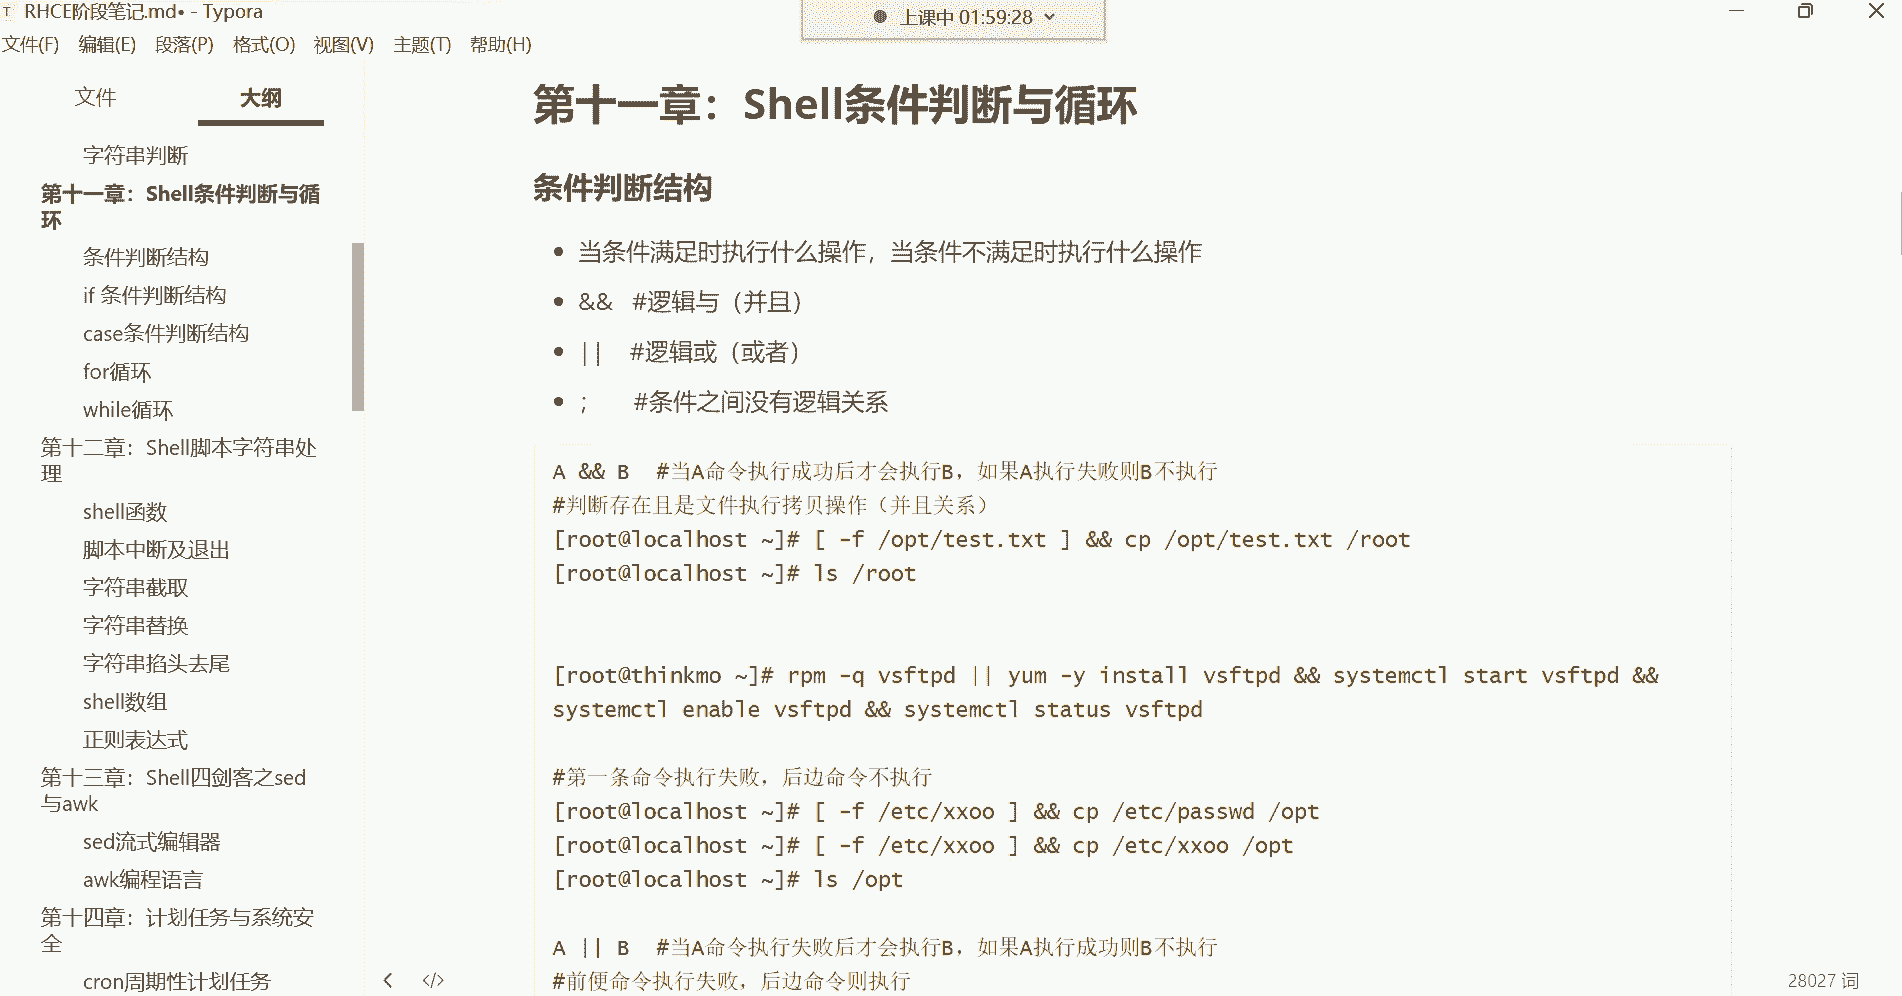 RHCE阶段笔记.md• - Typora
上课中 01:59:28
文件(F) 编辑(E) 段落(P) 格式(O) 视图(V) 主题(T) 帮助(H)
文件 大纲
字符串判断
第十一章：Shell条件判断与循
环
条件判断结构
if 条件判断结构
case条件判断结构
for循环
while循环
第十二章：Shell脚本字符串处
理
shell函数
脚本中断及退出
字符串截取
字符串替换
字符串掐头去尾
shell数组
正则表达式
第十三章：Shell四剑客之sed
与awk
sed流式编辑器
awk编程语言
第十四章：计划任务与系统安
全
cron周期性计划任务
第十一章：Shell条件判断与循环
条件判断结构
• 当条件满足时执行什么操作，当条件不满足时执行什么操作
• && #逻辑与（并且）
• || #逻辑或（或者）
• ; #条件之间没有逻辑关系
A && B #当A命令执行成功后才会执行B，如果A执行失败则B不执行
#判断存在且是文件执行拷贝操作（并且关系）
[root@localhost ~]# [ -f /opt/test.txt ] && cp /opt/test.txt /root
[root@localhost ~]# ls /root
[root@thinkmo ~]# rpm -q vsftpd || yum -y install vsftpd && systemctl start vsftpd &&
systemctl enable vsftpd && systemctl status vsftpd
#第一条命令执行失败，后边命令不执行
[root@localhost ~]# [ -f /etc/xxoo ] && cp /etc/passwd /opt
[root@localhost ~]# [ -f /etc/xxoo ] && cp /etc/xxoo /opt
[root@localhost ~]# ls /opt
A || B #当A命令执行失败后才会执行B，如果A执行成功则B不执行
#前便命令执行失败，后边命令则执行
28027 词